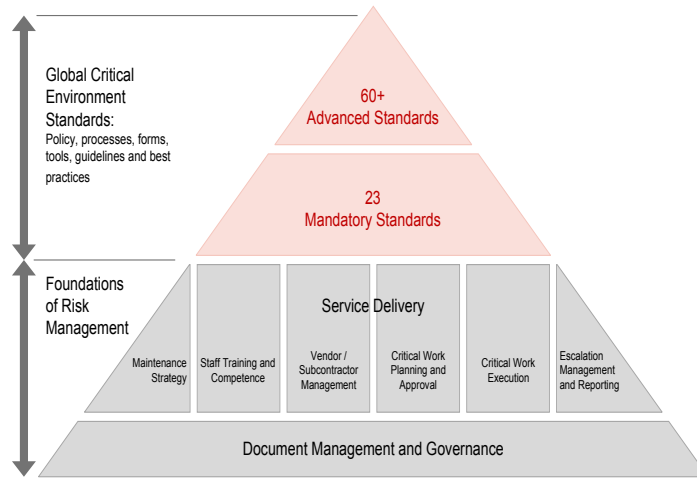 Global Critical
Environment
Standards:
Policy, processes, forms,
tools, guidelines and best
practices
60+
Advanced Standards
23
Mandatory Standards
Foundations
of Risk
Management
Service Delivery
Maintenance
Strategy
Staff Training and
Competence
Vendor /
Subcontractor
Management
Critical Work
Planning and
Approval
Critical Work
Execution
Escalation
Management
and Reporting
Document Management and Governance